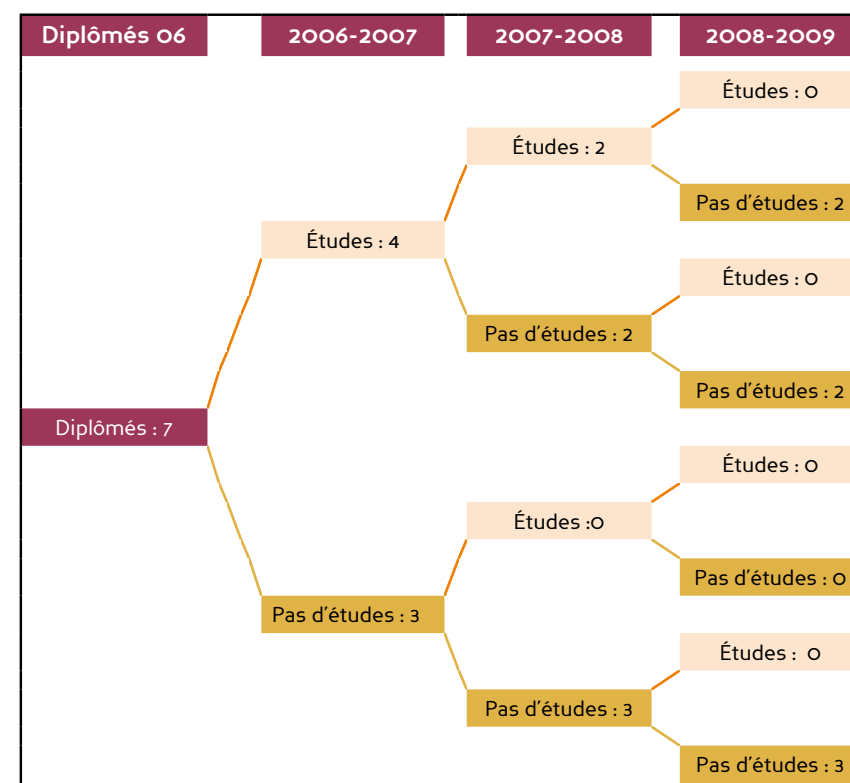 Diplômés 06 2006-2007 2007-2008 2008-2009
Études : 0
Études : 2
Pas d'études : 2
Études : 4
Études : 0
Pas d'études : 2
Pas d'études : 2
Diplômés : 7
Études : 0
Études :0
Pas d'études : 0
Pas d'études : 3
Études : 0
Pas d'études : 3
Pas d'études : 3